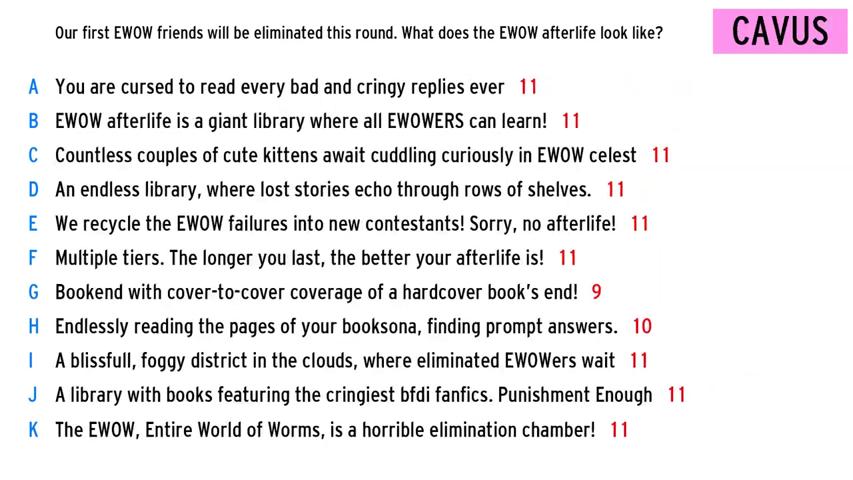 Our first EWOW friends will be eliminated this round. What does the EWOW afterlife look like?
CAVUS
A You are cursed to read every bad and cringy replies ever 11
B EWOW afterlife is a giant library where all EWOWERS can learn! 11
C Countless couples of cute kittens await cuddling curiously in EWOW celest 11
D An endless library, where lost stories echo through rows of shelves. 11
E We recycle the EWOW failures into new contestants! Sorry, no afterlife! 11
F Multiple tiers. The longer you last, the better your afterlife is! 11
G Bookend with cover-to-cover coverage of a hardcover book's end! 9
H Endlessly reading the pages of your booksona, finding prompt answers. 10
I A blissfull, foggy district in the clouds, where eliminated EWOWers wait 11
J A library with books featuring the cringiest bfdi fanfics. Punishment Enough 11
K The EWOW, Entire World of Worms, is a horrible elimination chamber! 11